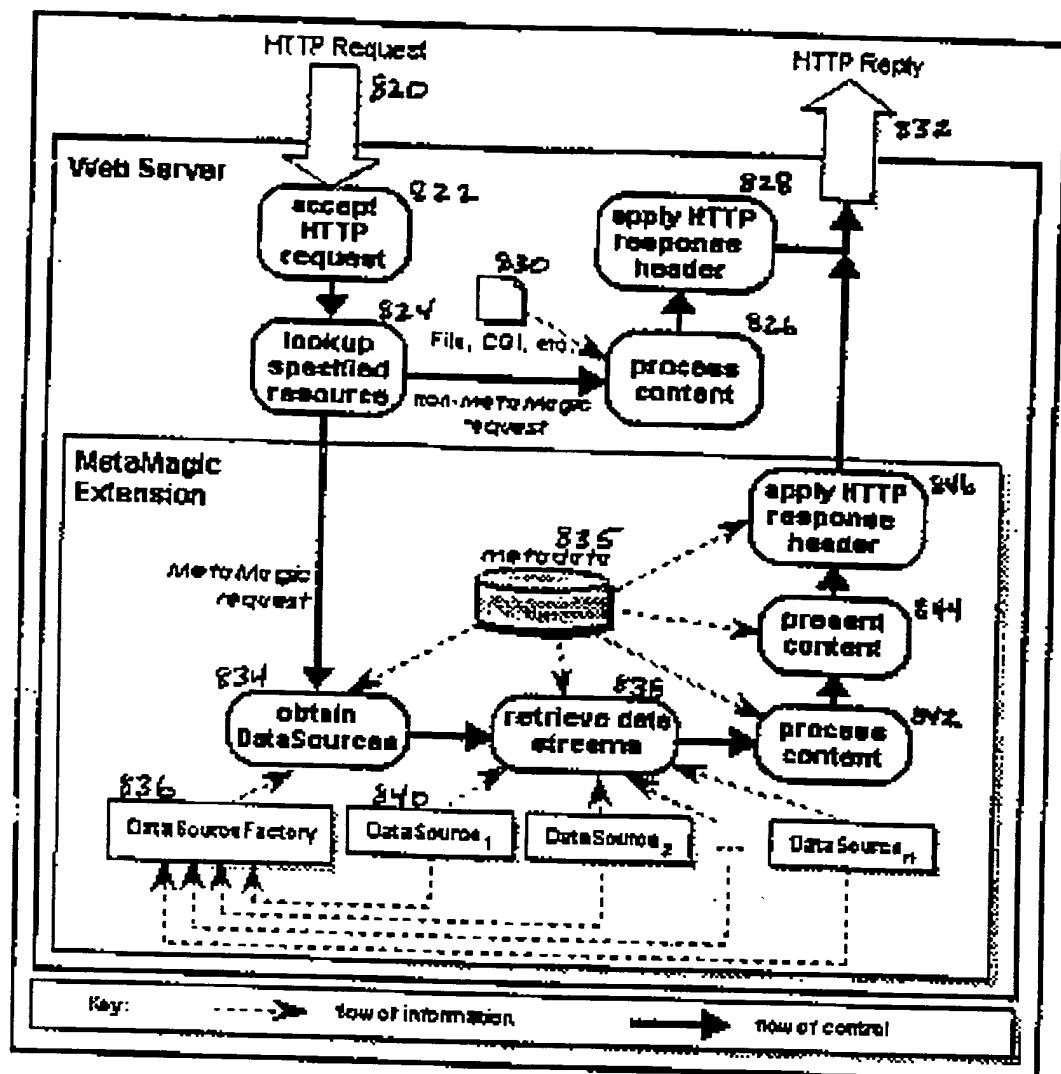 HTTP Request
820
HTTP Reply
832
Web Server
822
accept
HTTP
request
828
apply HTTP
response
header
830
824
File, CGI, etc.
lookup
specified
resource
826
process
content
non-MetaMagic
request
MetaMagic
Extension
846
apply HTTP
response
header
835
metadata
MetaMagic
request
844
present
content
834
obtain
DataSources
retrieve data
streams
842
process
content
836
DataSourceFactory
840
DataSource1
DataSource2
DataSourcen
Key:
flow of information
flow of control